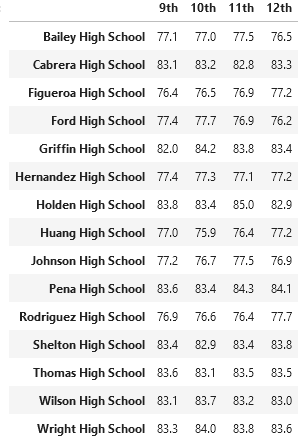 9th 10th 11th 12th
Bailey High School 77.1 77.0 77.5 76.5
Cabrera High School 83.1 83.2 82.8 83.3
Figueroa High School 76.4 76.5 76.9 77.2
Ford High School 77.4 77.7 76.9 76.2
Griffin High School 82.0 84.2 83.8 83.4
Hernandez High School 77.4 77.3 77.1 77.2
Holden High School 83.8 83.4 85.0 82.9
Huang High School 77.0 75.9 76.4 77.2
Johnson High School 77.2 76.7 77.5 76.9
Pena High School 83.6 83.4 84.3 84.1
Rodriguez High School 76.9 76.6 76.4 77.7
Shelton High School 83.4 82.9 83.4 83.8
Thomas High School 83.6 83.1 83.5 83.5
Wilson High School 83.1 83.7 83.2 83.0
Wright High School 83.3 84.0 83.8 83.6